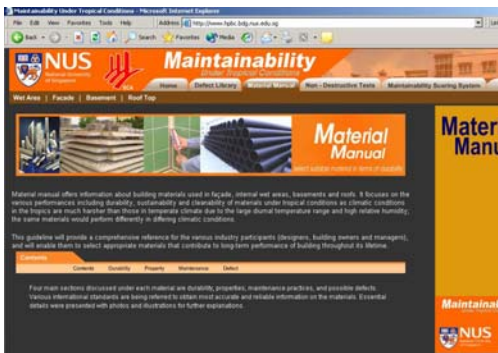 Maintainability Under Tropical Conditions - Microsoft Internet Explorer
File Edit View Favorites Tools Help Address http://www.hpbc.bdg.nus.edu.sg
Back Search Favorites Media
NUS
National University
of Singapore
BCA
Maintainability
Under Tropical Conditions
Home Defect Library Material Manual Non - Destructive Tests Maintainability Scoring System
Wet Area | Facade | Basement | Roof Top
Material
Manual
select suitable material in terms of durability
Material manual offers information about building materials used in façade, internal wet areas, basements and roofs. It focuses on the
various performances including durability, sustainability and cleanability of materials under tropical conditions as climatic conditions
in the tropics are much harsher than those in temperate climate due to the large diurnal temperature range and high relative humidity,
the same materials would perform differently in differing climatic conditions.
This guideline will provide a comprehensive reference for the various industry participants (designers, building owners and managers),
and will enable them to select appropriate materials that contribute to long-term performance of building throughout its lifetime.
Contents
Contents Durability Property Maintenance Defect
Four main sections discussed under each material are durability, properties, maintenance practices, and possible defects.
Various international standards are being referred to obtain most accurate and reliable information on the materials. Essential
details were presented with photos and illustrations for further explanations.
Mater
Manu
Maintainal
NUS